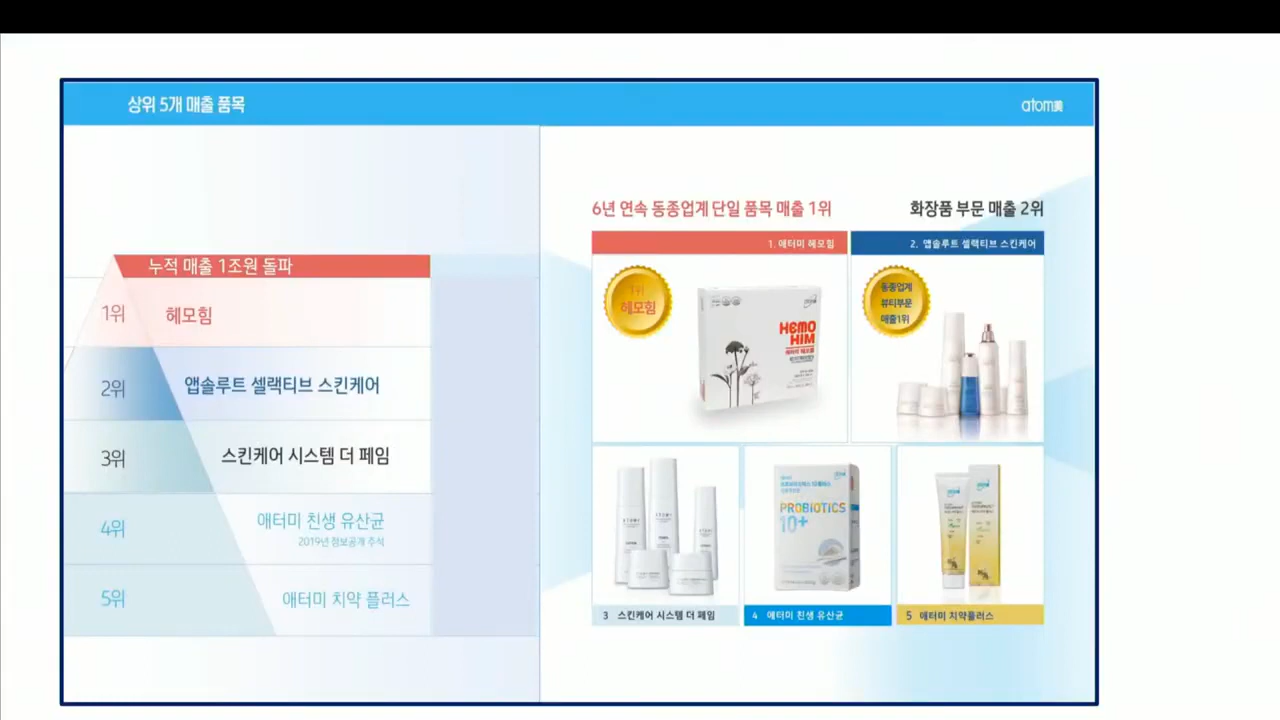 상위 5개 매출 품목
atom美
누적 매출 1조원 돌파
1위 헤모힘
2위 앱솔루트 셀랙티브 스킨케어
3위 스킨케어 시스템 더 페임
4위 애터미 친생 유산균
2019년 정보공개 주석
5위 애터미 치약 플러스
6년 연속 동종업계 단일 품목 매출 1위
화장품 부문 매출 2위
1. 애터미 헤모힘
2. 앱솔루트 셀랙티브 스킨케어
1위
헤모힘
HEMO
HIM
동종업계
뷰티부문
매출1위
PROBIOTICS
10+
3 스킨케어 시스템 더 페임
4 애터미 친생 유산균
5 애터미 치약플러스